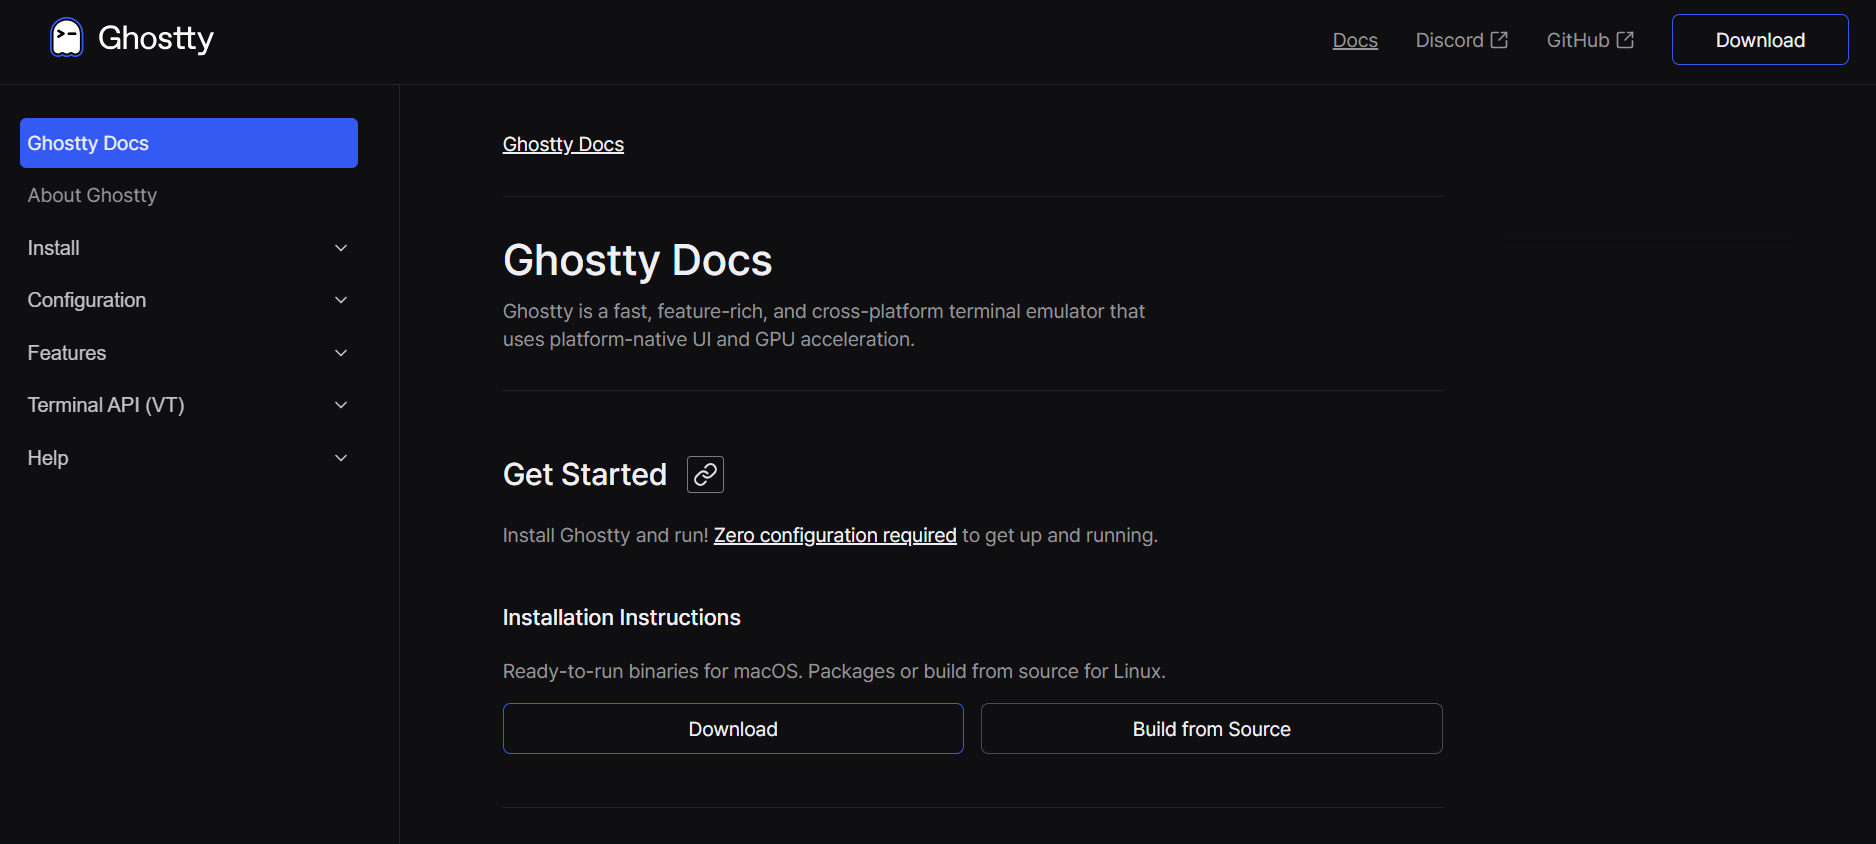 Ghostty
Docs
Discord
GitHub
Download
Ghostty Docs
About Ghostty
Install
Configuration
Features
Terminal API (VT)
Help
Ghostty Docs
Ghostty Docs
Ghostty is a fast, feature-rich, and cross-platform terminal emulator that
uses platform-native UI and GPU acceleration.
Get Started
Install Ghostty and run! Zero configuration required to get up and running.
Installation Instructions
Ready-to-run binaries for macOS. Packages or build from source for Linux.
Download
Build from Source